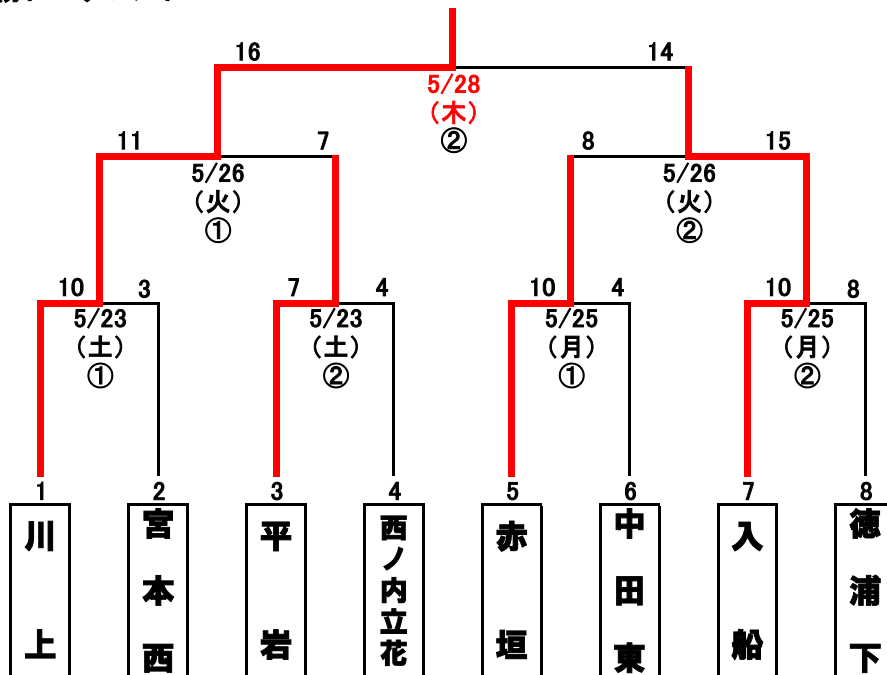 16
14
5/28
（木）
②
11
7
8
15
5/26
（火）
①
5/26
（火）
②
10
3
7
4
10
4
10
8
5/23
（土）
①
5/23
（土）
②
5/25
（月）
①
5/25
（月）
②
1
2
3
4
5
6
7
8
川上
宮本西
平岩
西ノ内立花
赤垣
中田東
入船
徳浦下